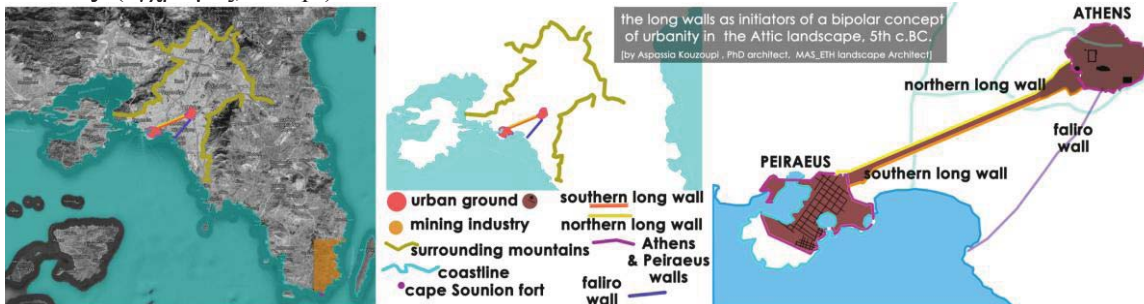 the long walls as initiators of a bipolar concept
of urbanity in the Attic landscape, 5th c.BC.
[by Aspassia Kouzoupi , PhD architect, MAS_ETH landscape Architect]
ATHENS
northern long wall
faliro
wall
PEIRAEUS
southern long wall
urban ground
mining industry
surrounding mountains
coastline
cape Sounion fort
southern long wall
northern long wall
Athens
& Peiraeus
walls
faliro
wall